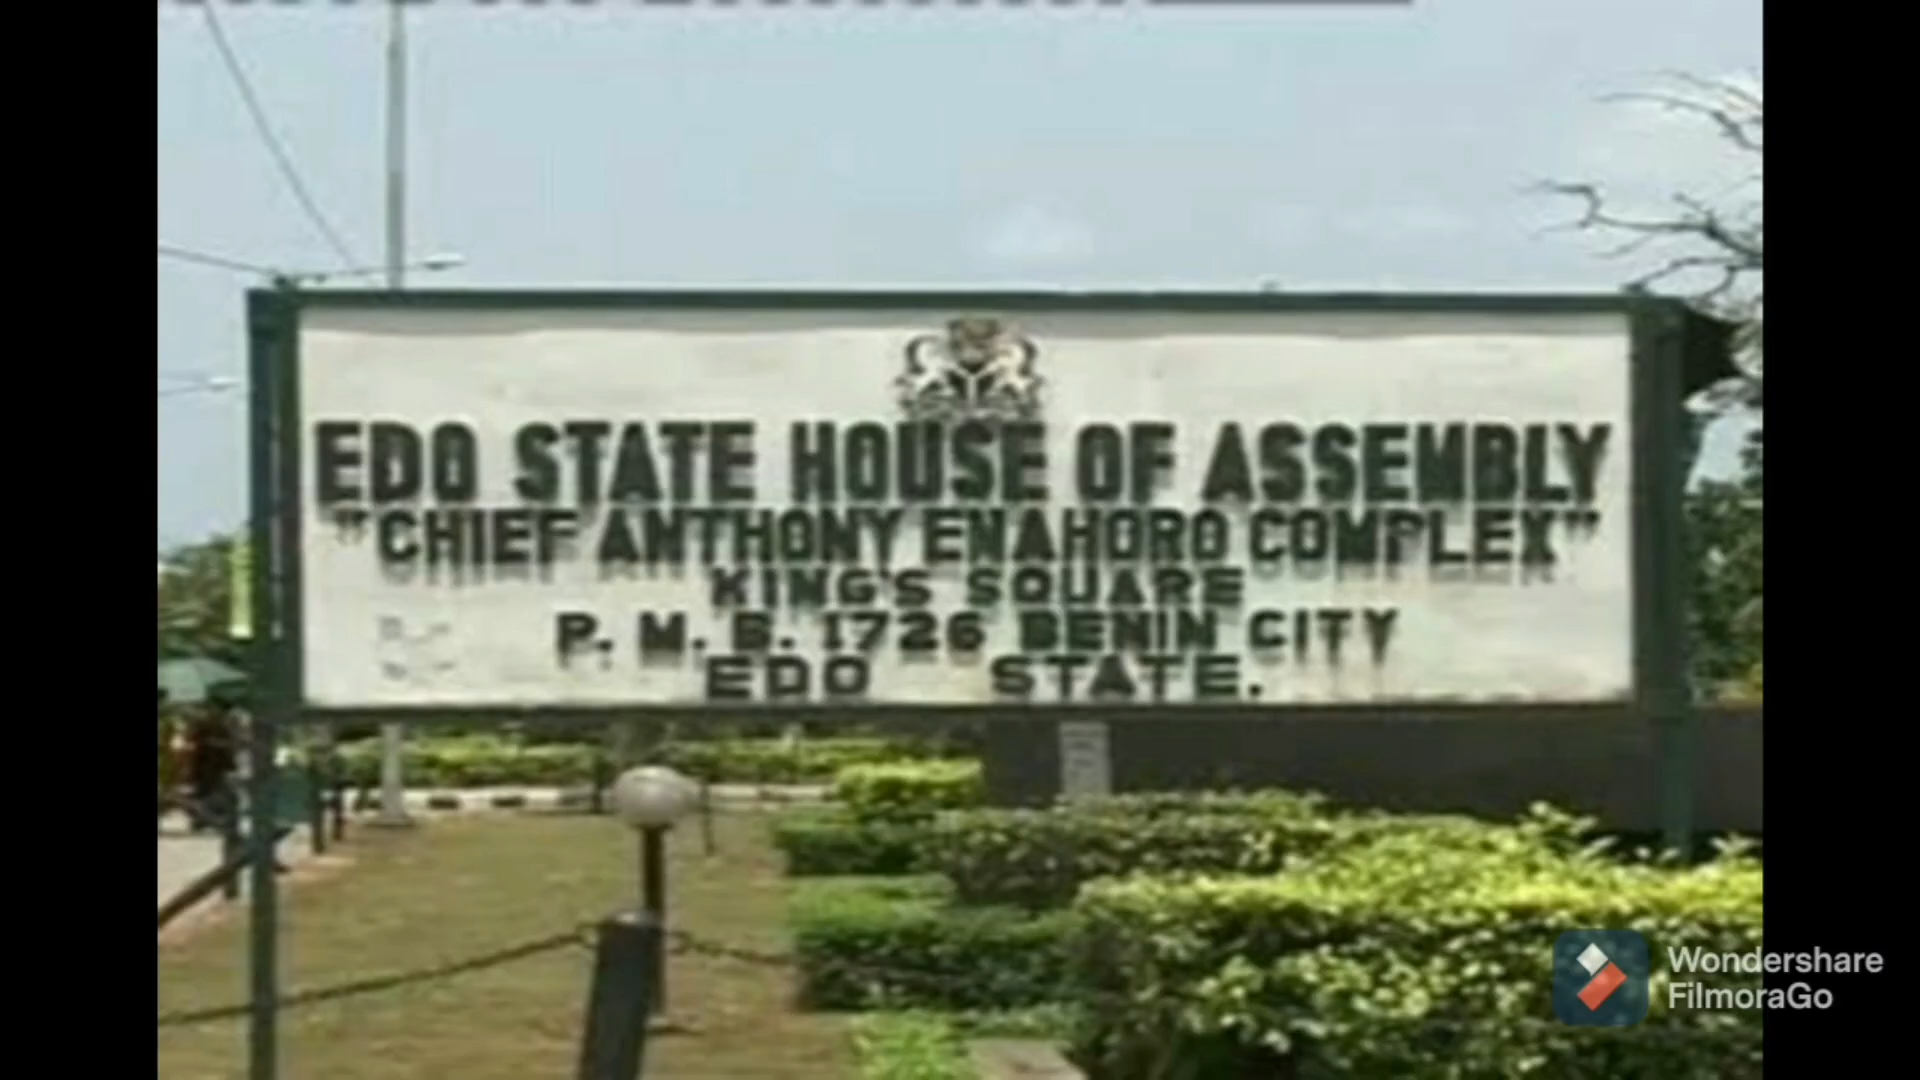 EDO STATE HOUSE OF ASSEMBLY
"CHIEF ANTHONY ENAHORO COMPLEX"
KING'S SQUARE
P. M. B. 1726 BENIN CITY
EDO STATE.
Wondershare
FilmoraGo